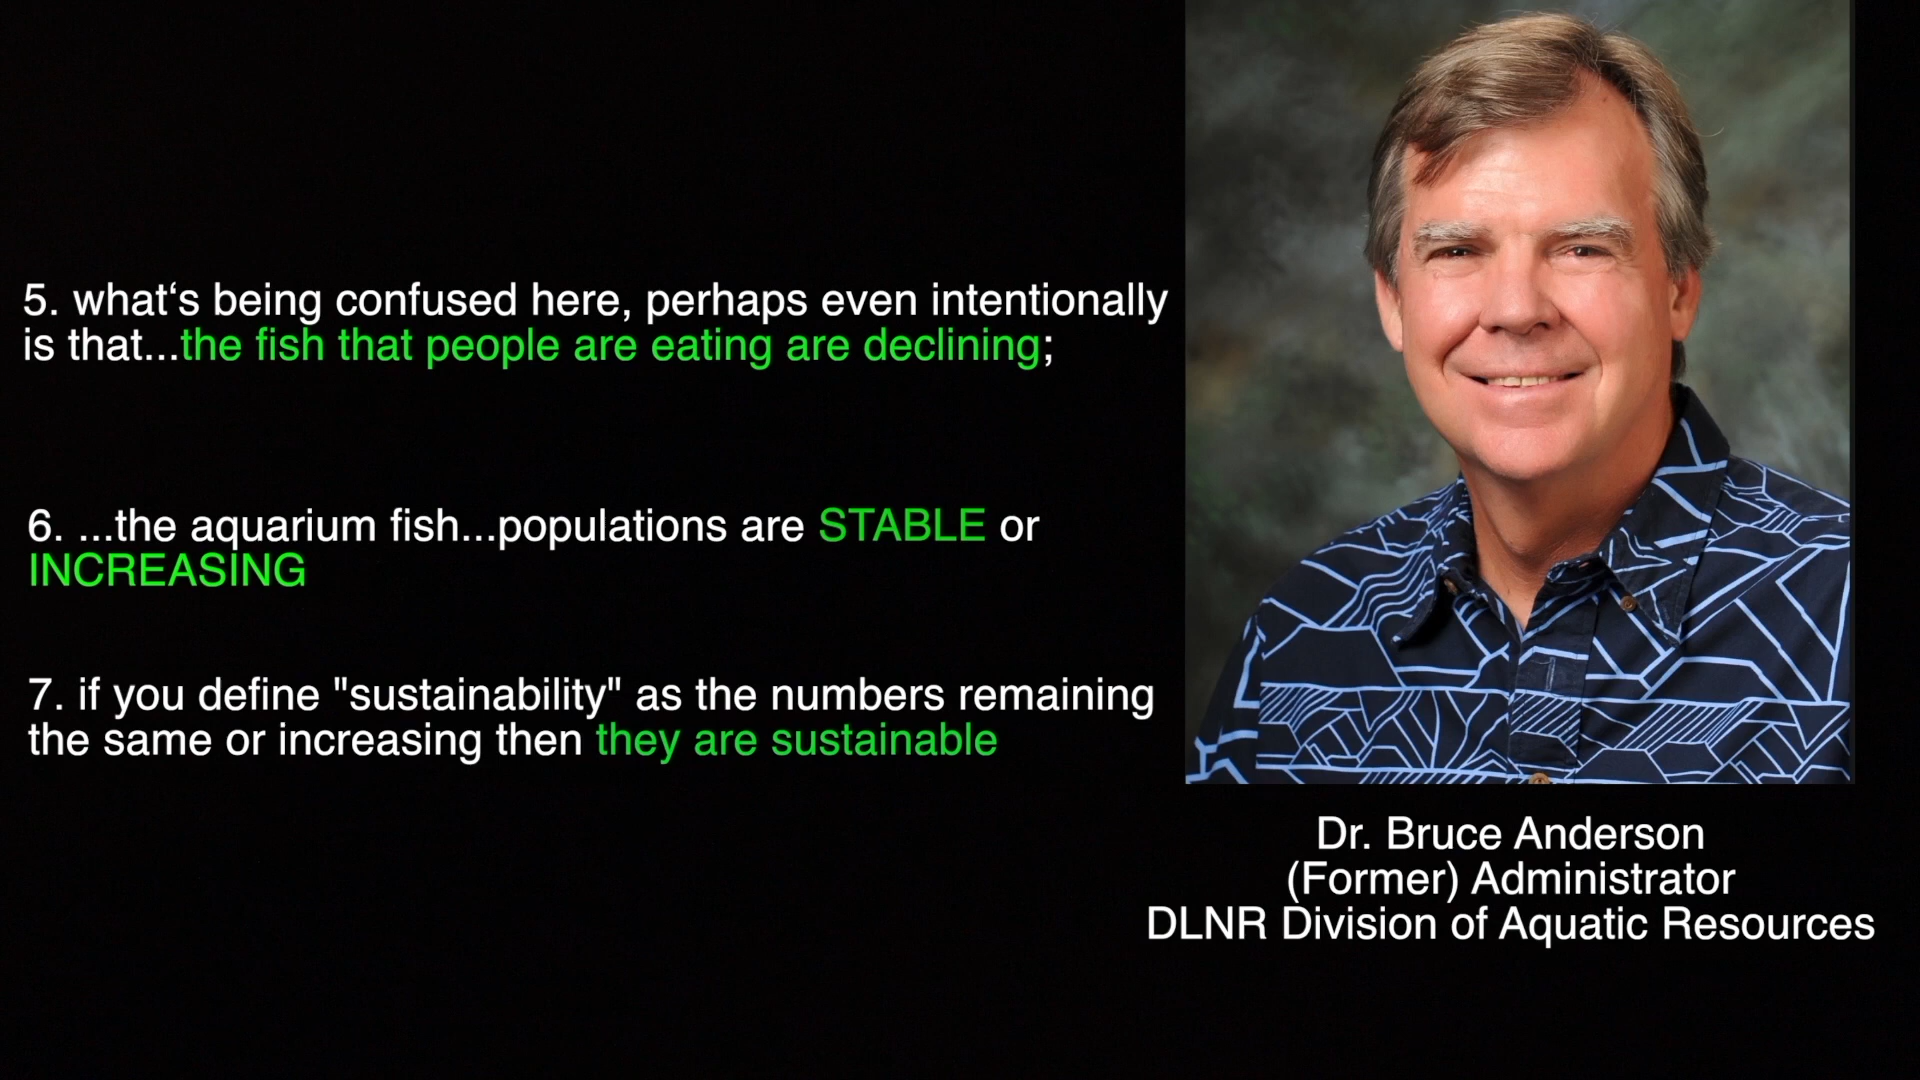 5. what‘s being confused here, perhaps even intentionally
is that...the fish that people are eating are declining;
6. ...the aquarium fish...populations are STABLE or
INCREASING
7. if you define "sustainability" as the numbers remaining
the same or increasing then they are sustainable
Dr. Bruce Anderson
(Former) Administrator
DLNR Division of Aquatic Resources